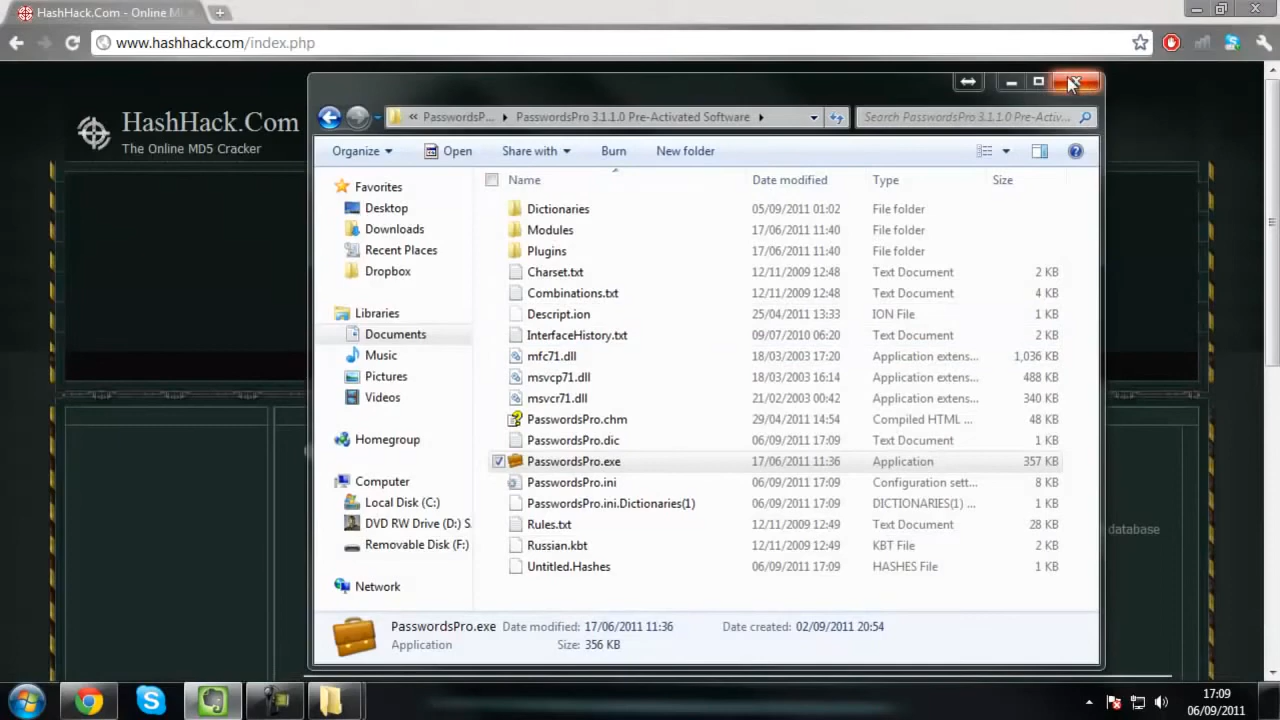 HashHack.Com - Online M
www.hashhack.com/index.php
HashHack.Com
The Online MD5 Cracker
« PasswordsP... PasswordsPro 3.1.1.0 Pre-Activated Software
Search PasswordsPro 3.1.1.0 Pre-Activ...
Organize Open Share with Burn New folder
Name Date modified Type Size
Favorites
Desktop
Downloads
Recent Places
Dropbox
Libraries
Documents
Music
Pictures
Videos
Homegroup
Computer
Local Disk (C:)
DVD RW Drive (D:) S
Removable Disk (F:)
Network
Dictionaries 05/09/2011 01:02 File folder
Modules 17/06/2011 11:40 File folder
Plugins 17/06/2011 11:40 File folder
Charset.txt 12/11/2009 12:48 Text Document 2 KB
Combinations.txt 12/11/2009 12:48 Text Document 4 KB
Descript.ion 25/04/2011 13:33 ION File 1 KB
InterfaceHistory.txt 09/07/2010 06:20 Text Document 2 KB
mfc71.dll 18/03/2003 17:20 Application extens... 1,036 KB
msvcp71.dll 18/03/2003 16:14 Application extens... 488 KB
msvcr71.dll 21/02/2003 00:42 Application extens... 340 KB
PasswordsPro.chm 29/04/2011 14:54 Compiled HTML ... 48 KB
PasswordsPro.dic 06/09/2011 17:09 Text Document 0 KB
PasswordsPro.exe 17/06/2011 11:36 Application 357 KB
PasswordsPro.ini 06/09/2011 17:09 Configuration sett... 8 KB
PasswordsPro.ini.Dictionaries(1) 06/09/2011 17:09 DICTIONARIES(1) ... 1 KB
Rules.txt 12/11/2009 12:49 Text Document 28 KB
Russian.kbt 12/11/2009 12:49 KBT File 2 KB
Untitled.Hashes 06/09/2011 17:09 HASHES File 1 KB
database
PasswordsPro.exe Date modified: 17/06/2011 11:36 Date created: 02/09/2011 20:54
Application Size: 356 KB
17:09
06/09/2011